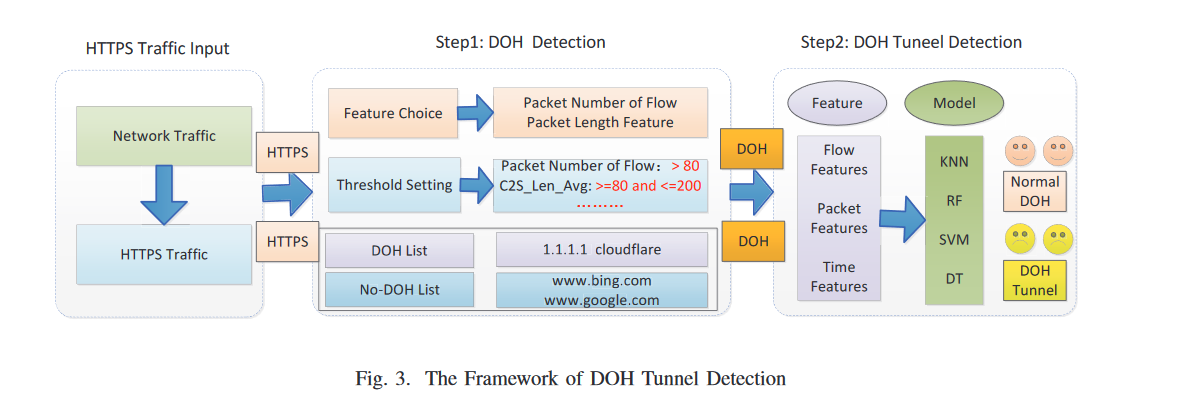 HTTPS Traffic Input
Network Traffic
HTTPS Traffic
HTTPS
HTTPS
Step1: DOH Detection
Feature Choice
Packet Number of Flow
Packet Length Feature
Threshold Setting
Packet Number of Flow: > 80
C2S_Len_Avg: >=80 and <=200
.........
DOH List
1.1.1.1 cloudflare
No-DOH List
www.bing.com
www.google.com
DOH
DOH
Step2: DOH Tuneel Detection
Feature
Flow
Features
Packet
Features
Time
Features
Model
KNN
RF
SVM
DT
Normal
DOH
DOH
Tunnel
Fig. 3. The Framework of DOH Tunnel Detection